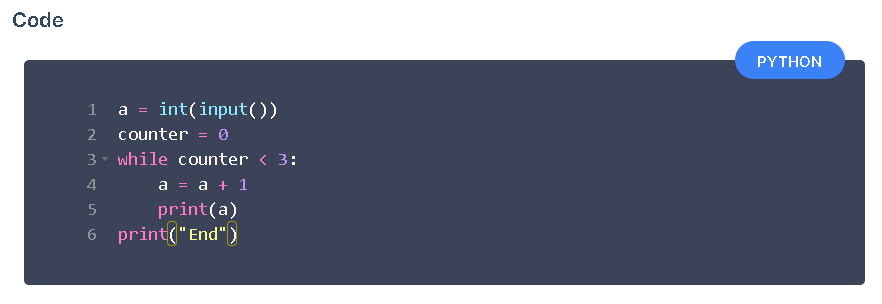 Code
PYTHON
1 a = int(input())
2 counter = 0
3 while counter < 3:
4     a = a + 1
5     print(a)
6 print("End")